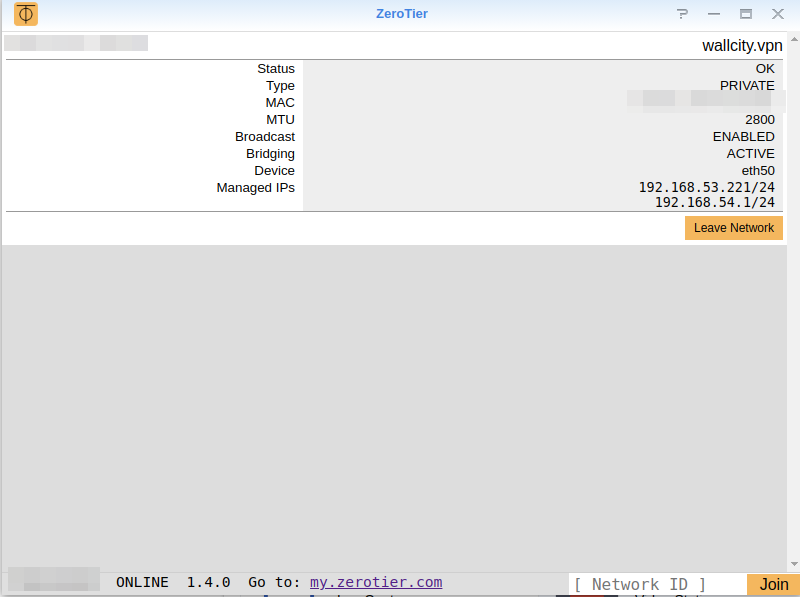 ZeroTier
wallcity.vpn
Status OK
Type PRIVATE
MAC
MTU 2800
Broadcast ENABLED
Bridging ACTIVE
Device eth50
Managed IPs 192.168.53.221/24
192.168.54.1/24
Leave Network
ONLINE 1.4.0 Go to: my.zerotier.com [ Network ID ] Join